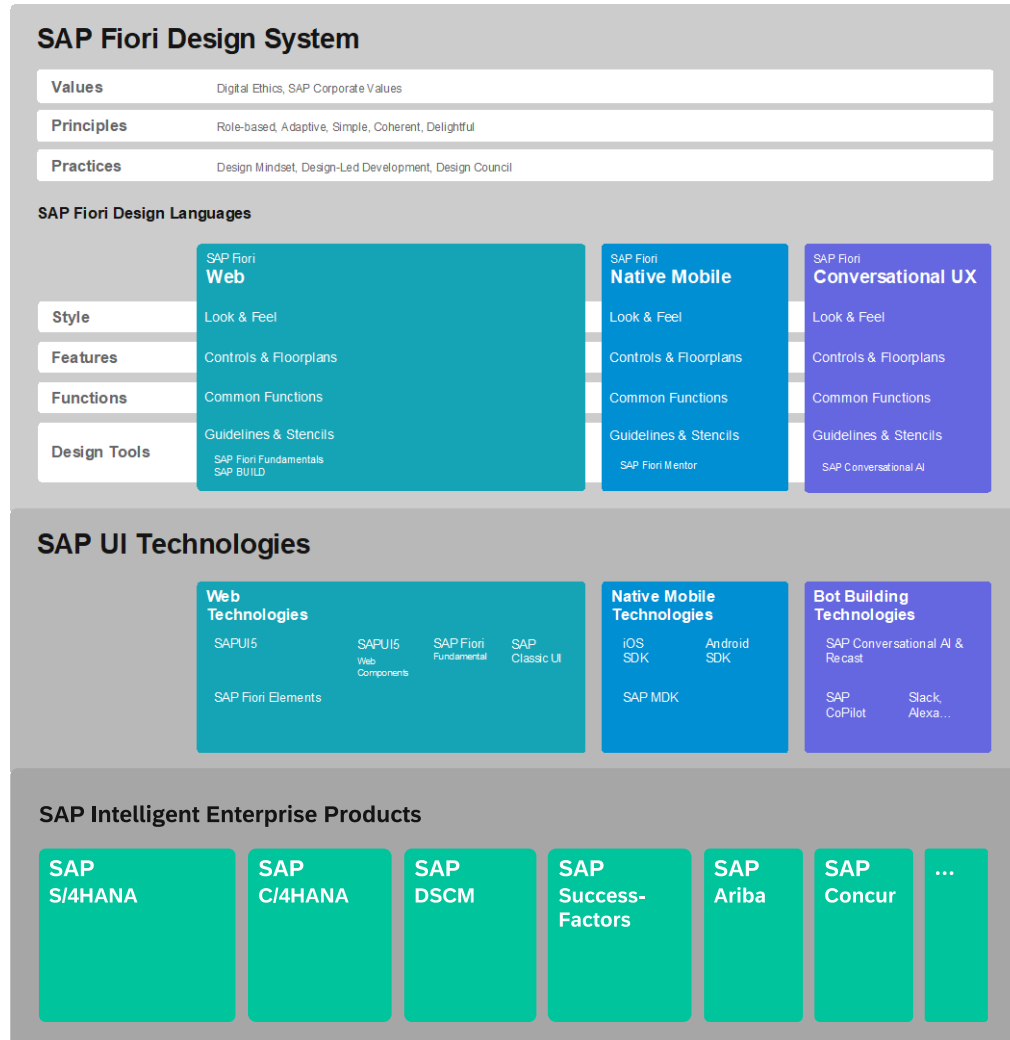 SAP Fiori Design System
Values
Digital Ethics, SAP Corporate Values
Principles
Role-based, Adaptive, Simple, Coherent, Delightful
Practices
Design Mindset, Design-Led Development, Design Council
SAP Fiori Design Languages
SAP Fiori
Web
SAP Fiori
Native Mobile
SAP Fiori
Conversational UX
Style
Look & Feel
Look & Feel
Look & Feel
Features
Controls & Floorplans
Controls & Floorplans
Controls & Floorplans
Functions
Common Functions
Common Functions
Common Functions
Design Tools
Guidelines & Stencils
SAP Fiori Fundamentals
SAP BUILD
Guidelines & Stencils
SAP Fiori Mentor
Guidelines & Stencils
SAP Conversational AI
SAP UI Technologies
Web
Technologies
SAPUI5
SAPUI5
Web
Components
SAP Fiori
Fundamental
SAP
Classic UI
SAP Fiori Elements
Native Mobile
Technologies
iOS
SDK
Android
SDK
SAP MDK
Bot Building
Technologies
SAP Conversational AI &
Recast
SAP
CoPilot
Slack,
Alexa...
SAP Intelligent Enterprise Products
SAP
S/4HANA
SAP
C/4HANA
SAP
DSCM
SAP
Success-
Factors
SAP
Ariba
SAP
Concur
...